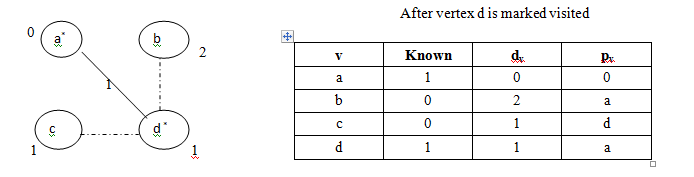 After vertex d is marked visited
0
a*
b
2
1
c
d*
1
1
v Known dv pv
a 1 0 0
b 0 2 a
c 0 1 d
d 1 1 a